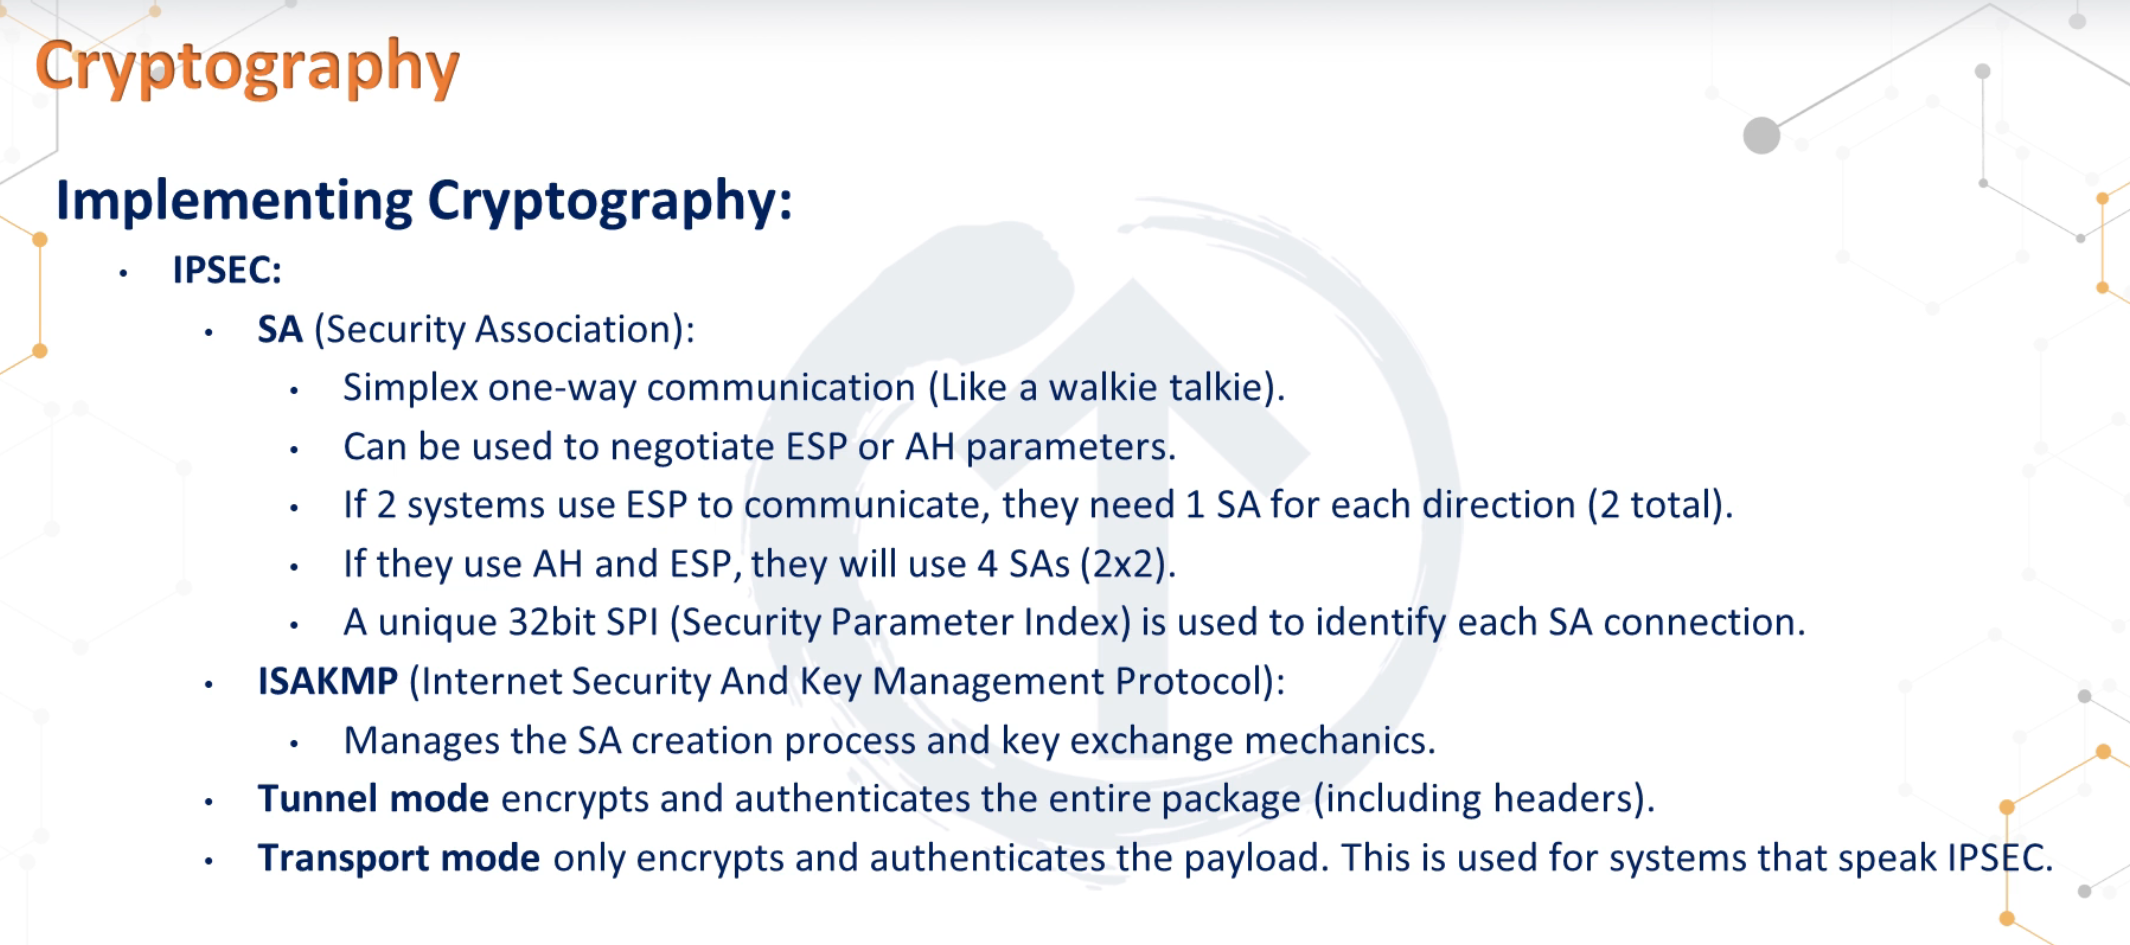 Cryptography
Implementing Cryptography:
• IPSEC:
• SA (Security Association):
• Simplex one-way communication (Like a walkie talkie).
• Can be used to negotiate ESP or AH parameters.
• If 2 systems use ESP to communicate, they need 1 SA for each direction (2 total).
• If they use AH and ESP, they will use 4 SAs (2x2).
• A unique 32bit SPI (Security Parameter Index) is used to identify each SA connection.
• ISAKMP (Internet Security And Key Management Protocol):
• Manages the SA creation process and key exchange mechanics.
• Tunnel mode encrypts and authenticates the entire package (including headers).
• Transport mode only encrypts and authenticates the payload. This is used for systems that speak IPSEC.